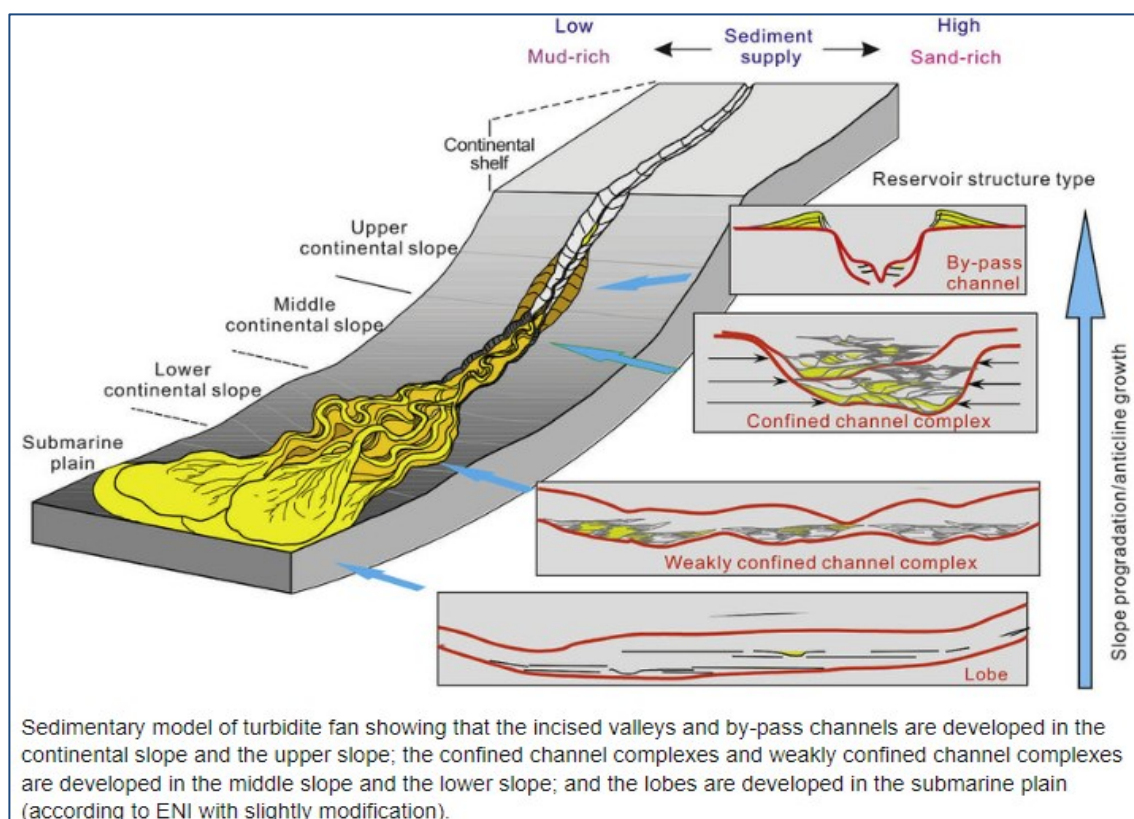 Low
High
Sediment
supply
Mud-rich
Sand-rich
Continental
shelf
Reservoir structure type
Upper
continental slope
By-pass
channel
Middle
continental slope
Confined channel complex
Lower
continental slope
Submarine
plain
Weakly confined channel complex
Lobe
Slope progradation/anticline growth
Sedimentary model of turbidite fan showing that the incised valleys and by-pass channels are developed in the
continental slope and the upper slope; the confined channel complexes and weakly confined channel complexes
are developed in the middle slope and the lower slope; and the lobes are developed in the submarine plain
(according to ENI with slightly modification).